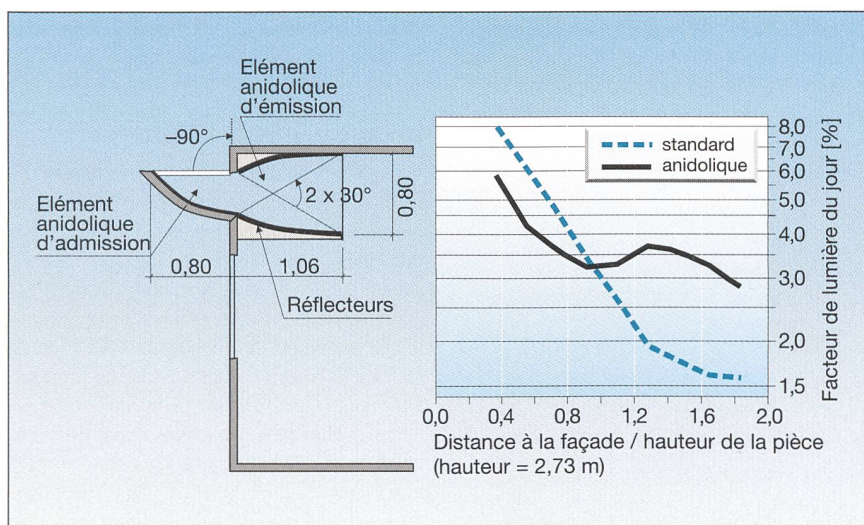 Elément
anidolique
d'émission
–90°
2 x 30°
0,80
Elément
anidolique
d'admission
0,80
1,06
Réflecteurs
standard
anidolique
8,0
7,0
6,0
5,0
4,0
3,0
2,0
1,5
Facteur de lumière du jour [%]
0,0
0,4
0,8
1,2
1,6
2,0
Distance à la façade / hauteur de la pièce
(hauteur = 2,73 m)